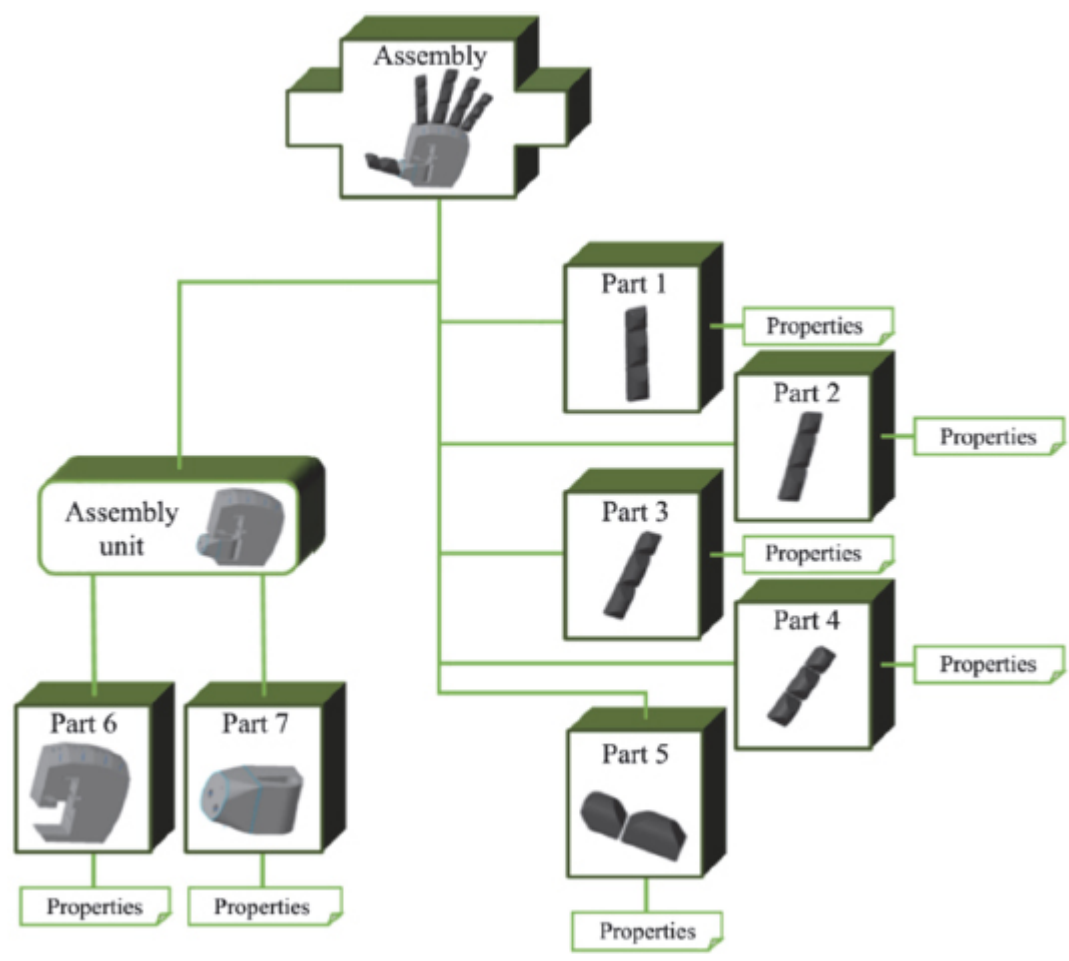 Assembly
Part 1
Properties
Part 2
Properties
Assembly
unit
Part 3
Properties
Part 4
Properties
Part 6
Part 7
Part 5
Properties
Properties
Properties